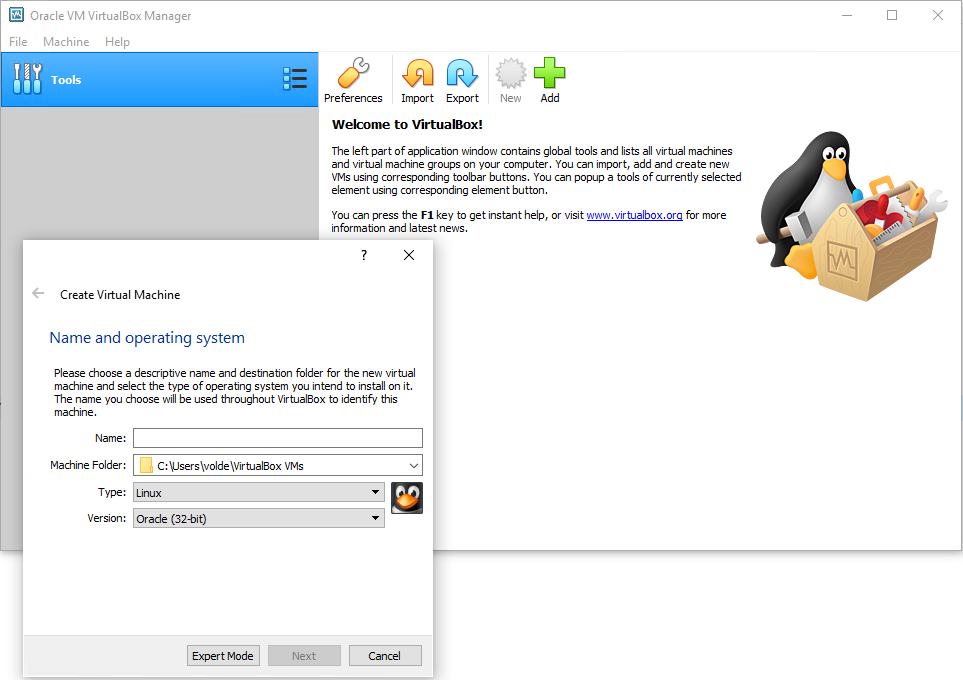 Oracle VM VirtualBox Manager
File Machine Help
Tools
Preferences Import Export New Add
Welcome to VirtualBox!
The left part of application window contains global tools and lists all virtual machines
and virtual machine groups on your computer. You can import, add and create new
VMs using corresponding toolbar buttons. You can popup a tools of currently selected
element using corresponding element button.
You can press the F1 key to get instant help, or visit www.virtualbox.org for more
information and latest news.
?
Create Virtual Machine
Name and operating system
Please choose a descriptive name and destination folder for the new virtual
machine and select the type of operating system you intend to install on it.
The name you choose will be used throughout VirtualBox to identify this
machine.
Name:
Machine Folder: C:\Users\volde\VirtualBox VMs
Type: Linux
Version: Oracle (32-bit)
Expert Mode Next Cancel